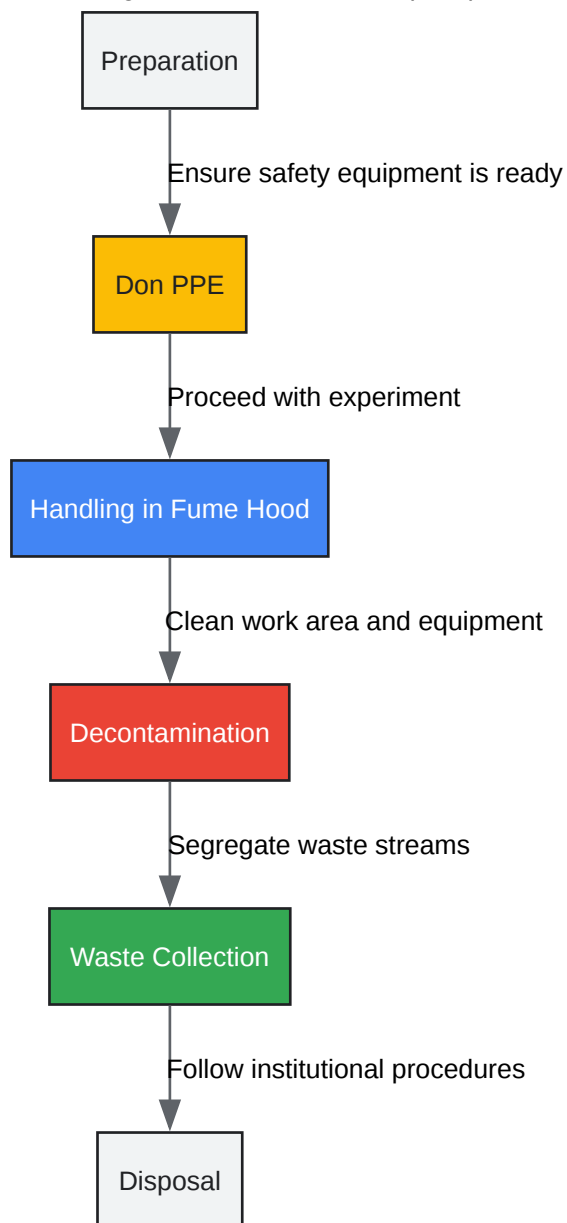 Preparation
Ensure safety equipment is ready
Don PPE
Proceed with experiment
Handling in Fume Hood
Clean work area and equipment
Decontamination
Segregate waste streams
Waste Collection
Follow institutional procedures
Disposal